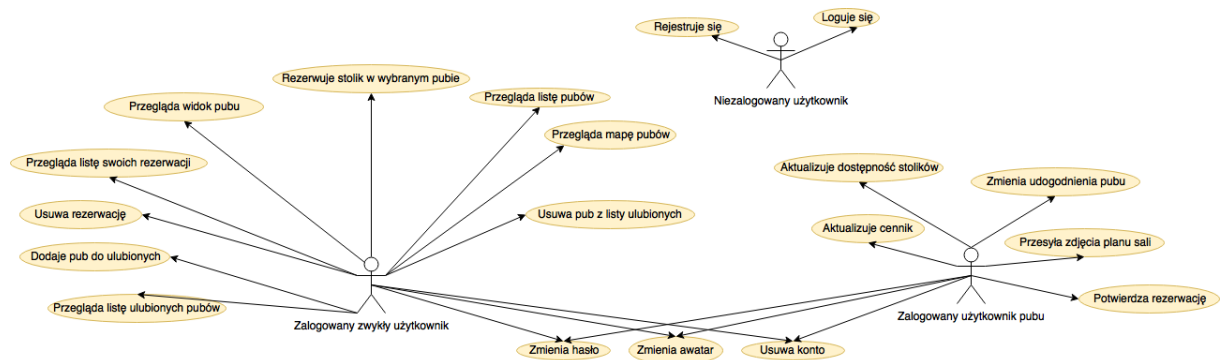 Rejestruje się
Loguje się
Niezalogowany użytkownik
Rezerwuje stolik w wybranym pubie
Przegląda widok pubu
Przegląda listę pubów
Przegląda mapę pubów
Przegląda listę swoich rezerwacji
Usuwa rezerwację
Usuwa pub z listy ulubionych
Dodaje pub do ulubionych
Przegląda listę ulubionych pubów
Zalogowany zwykły użytkownik
Aktualizuje dostępność stolików
Zmienia udogodnienia pubu
Aktualizuje cennik
Przesyła zdjęcia planu sali
Potwierdza rezerwację
Zalogowany użytkownik pubu
Zmienia hasło
Zmienia awatar
Usuwa konto